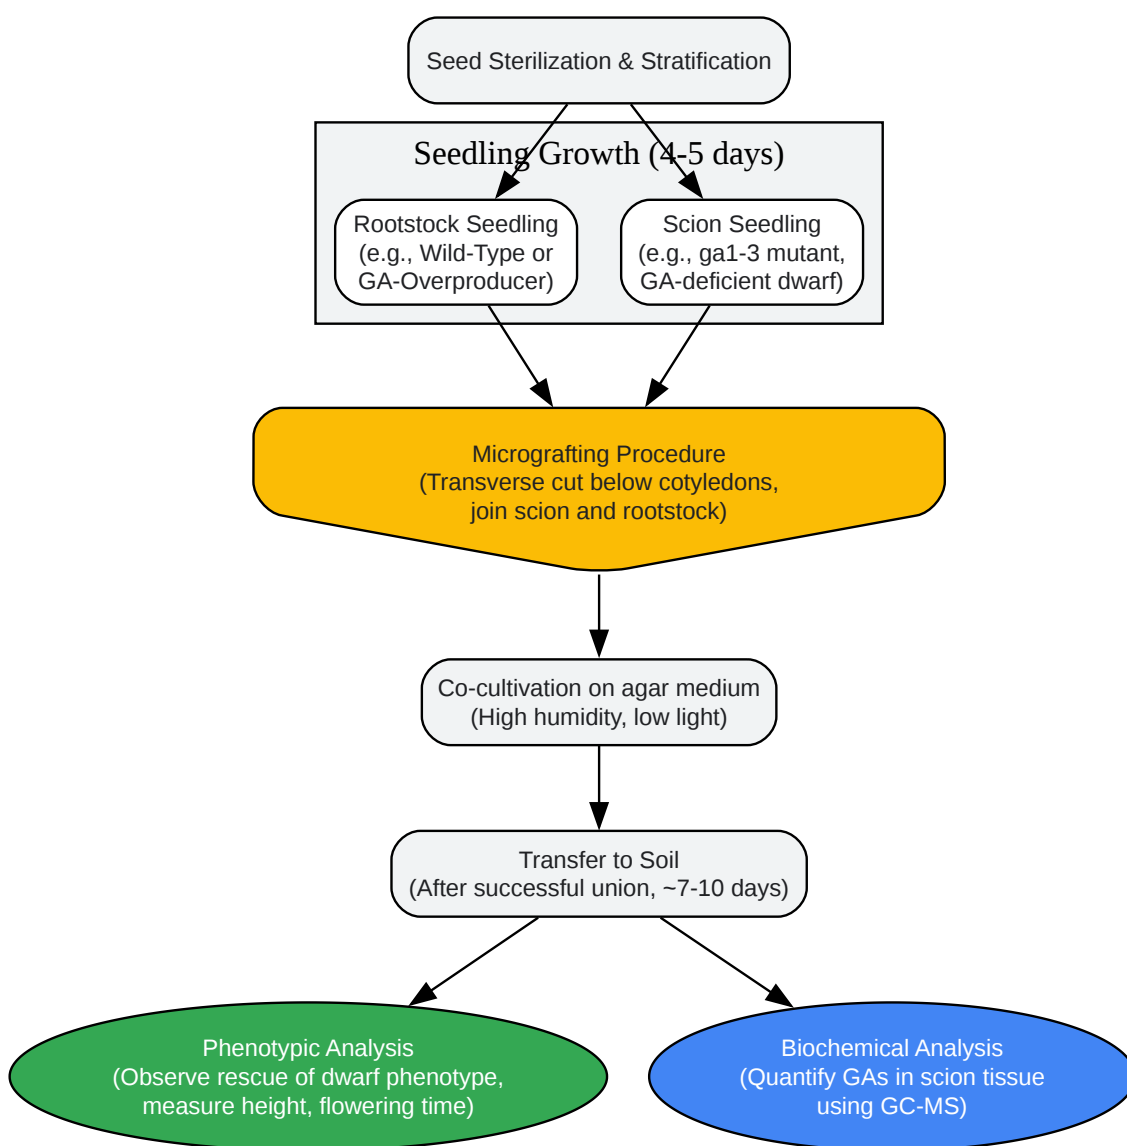 Seed Sterilization & Stratification
Seedling Growth (4-5 days)
Rootstock Seedling
(e.g., Wild-Type or
GA-Overproducer)
Scion Seedling
(e.g., ga1-3 mutant,
GA-deficient dwarf)
Micrografting Procedure
(Transverse cut below cotyledons,
join scion and rootstock)
Co-cultivation on agar medium
(High humidity, low light)
Transfer to Soil
(After successful union, ~7-10 days)
Phenotypic Analysis
(Observe rescue of dwarf phenotype,
measure height, flowering time)
Biochemical Analysis
(Quantify GAs in scion tissue
using GC-MS)